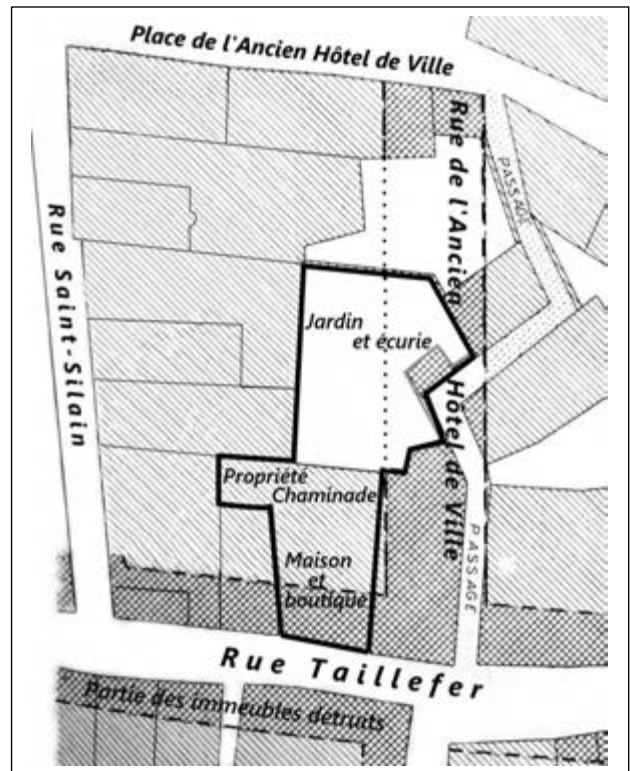 Place de l'Ancien Hôtel de Ville
Rue de l'Ancien
Hôtel de Ville
PASSAGE
Rue Saint-Silain
Jardin
et écurie
Propriété
Chaminade
Maison
et
boutique
PASSAGE
Rue Taillefer
Partie des immeubles détruits